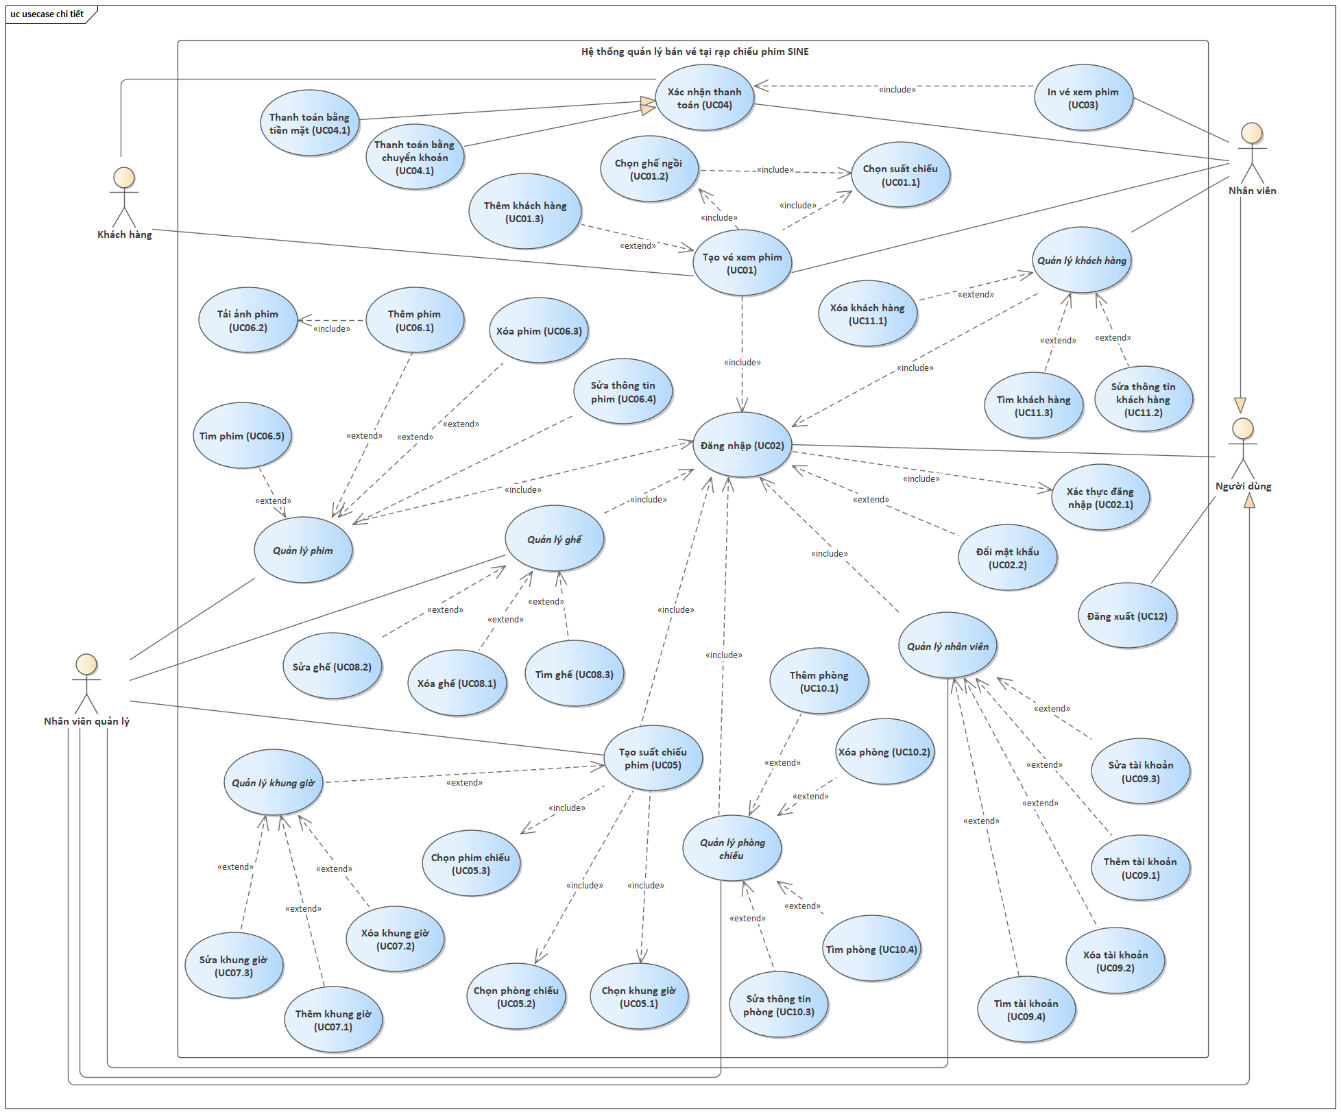 uc usecase chi tiết
Hệ thống quản lý bán vé tại rạp chiếu phim SINE
Xác nhận thanh
toán (UC04)
«include»
In vé xem phim
(UC03)
Thanh toán bằng
tiền mặt (UC04.1)
Thanh toán bằng
chuyển khoản
(UC04.1)
Chọn ghế ngồi
(UC01.2)
«include»
Chọn suất chiếu
(UC01.1)
Nhân viên
Khách hàng
Thêm khách hàng
(UC01.3)
«include»
«include»
«extend»
Tạo vé xem phim
(UC01)
Quản lý khách hàng
Xóa khách hàng
(UC11.1)
«extend»
Tải ảnh phim
(UC06.2)
«include»
Thêm phim
(UC06.1)
Xóa phim (UC06.3)
«extend»
«extend»
«include»
«include»
Sửa thông tin
phim (UC06.4)
Tìm khách hàng
(UC11.3)
Sửa thông tin
khách hàng
(UC11.2)
Tìm phim (UC06.5)
«extend»
«extend»
«extend»
Đăng nhập (UC02)
Người dùng
«include»
«include»
«include»
«extend»
«extend»
Xác thực đăng
nhập (UC02.1)
Quản lý phim
Quản lý ghế
«include»
Đổi mật khẩu
(UC02.2)
«extend»
«extend»
«extend»
«include»
Đăng xuất (UC12)
Sửa ghế (UC08.2)
Xóa ghế (UC08.1)
Tìm ghế (UC08.3)
«include»
Quản lý nhân viên
Nhân viên quản lý
Thêm phòng
(UC10.1)
«extend»
Tạo suất chiếu
phim (UC05)
Xóa phòng (UC10.2)
Quản lý khung giờ
«extend»
«extend»
«extend»
«extend»
Sửa tài khoản
(UC09.3)
«include»
«extend»
«extend»
«extend»
Chọn phim chiếu
(UC05.3)
Quản lý phòng
chiếu
Thêm tài khoản
(UC09.1)
«extend»
«include»
«include»
«extend»
«extend»
«extend»
«extend»
Xóa khung giờ
(UC07.2)
Tìm phòng (UC10.4)
Xóa tài khoản
(UC09.2)
Sửa khung giờ
(UC07.3)
Chọn phòng chiếu
(UC05.2)
Chọn khung giờ
(UC05.1)
Sửa thông tin
phòng (UC10.3)
Tìm tài khoản
(UC09.4)
Thêm khung giờ
(UC07.1)